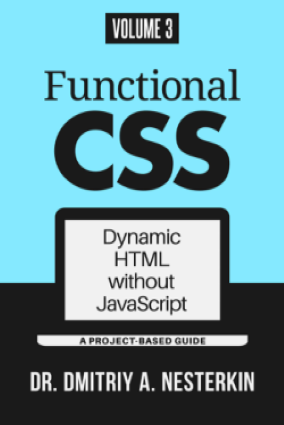 VOLUME 3
Functional
CSS
Dynamic
HTML
without
JavaScript
A PROJECT-BASED GUIDE
DR. DMITRIY A. NESTERKIN